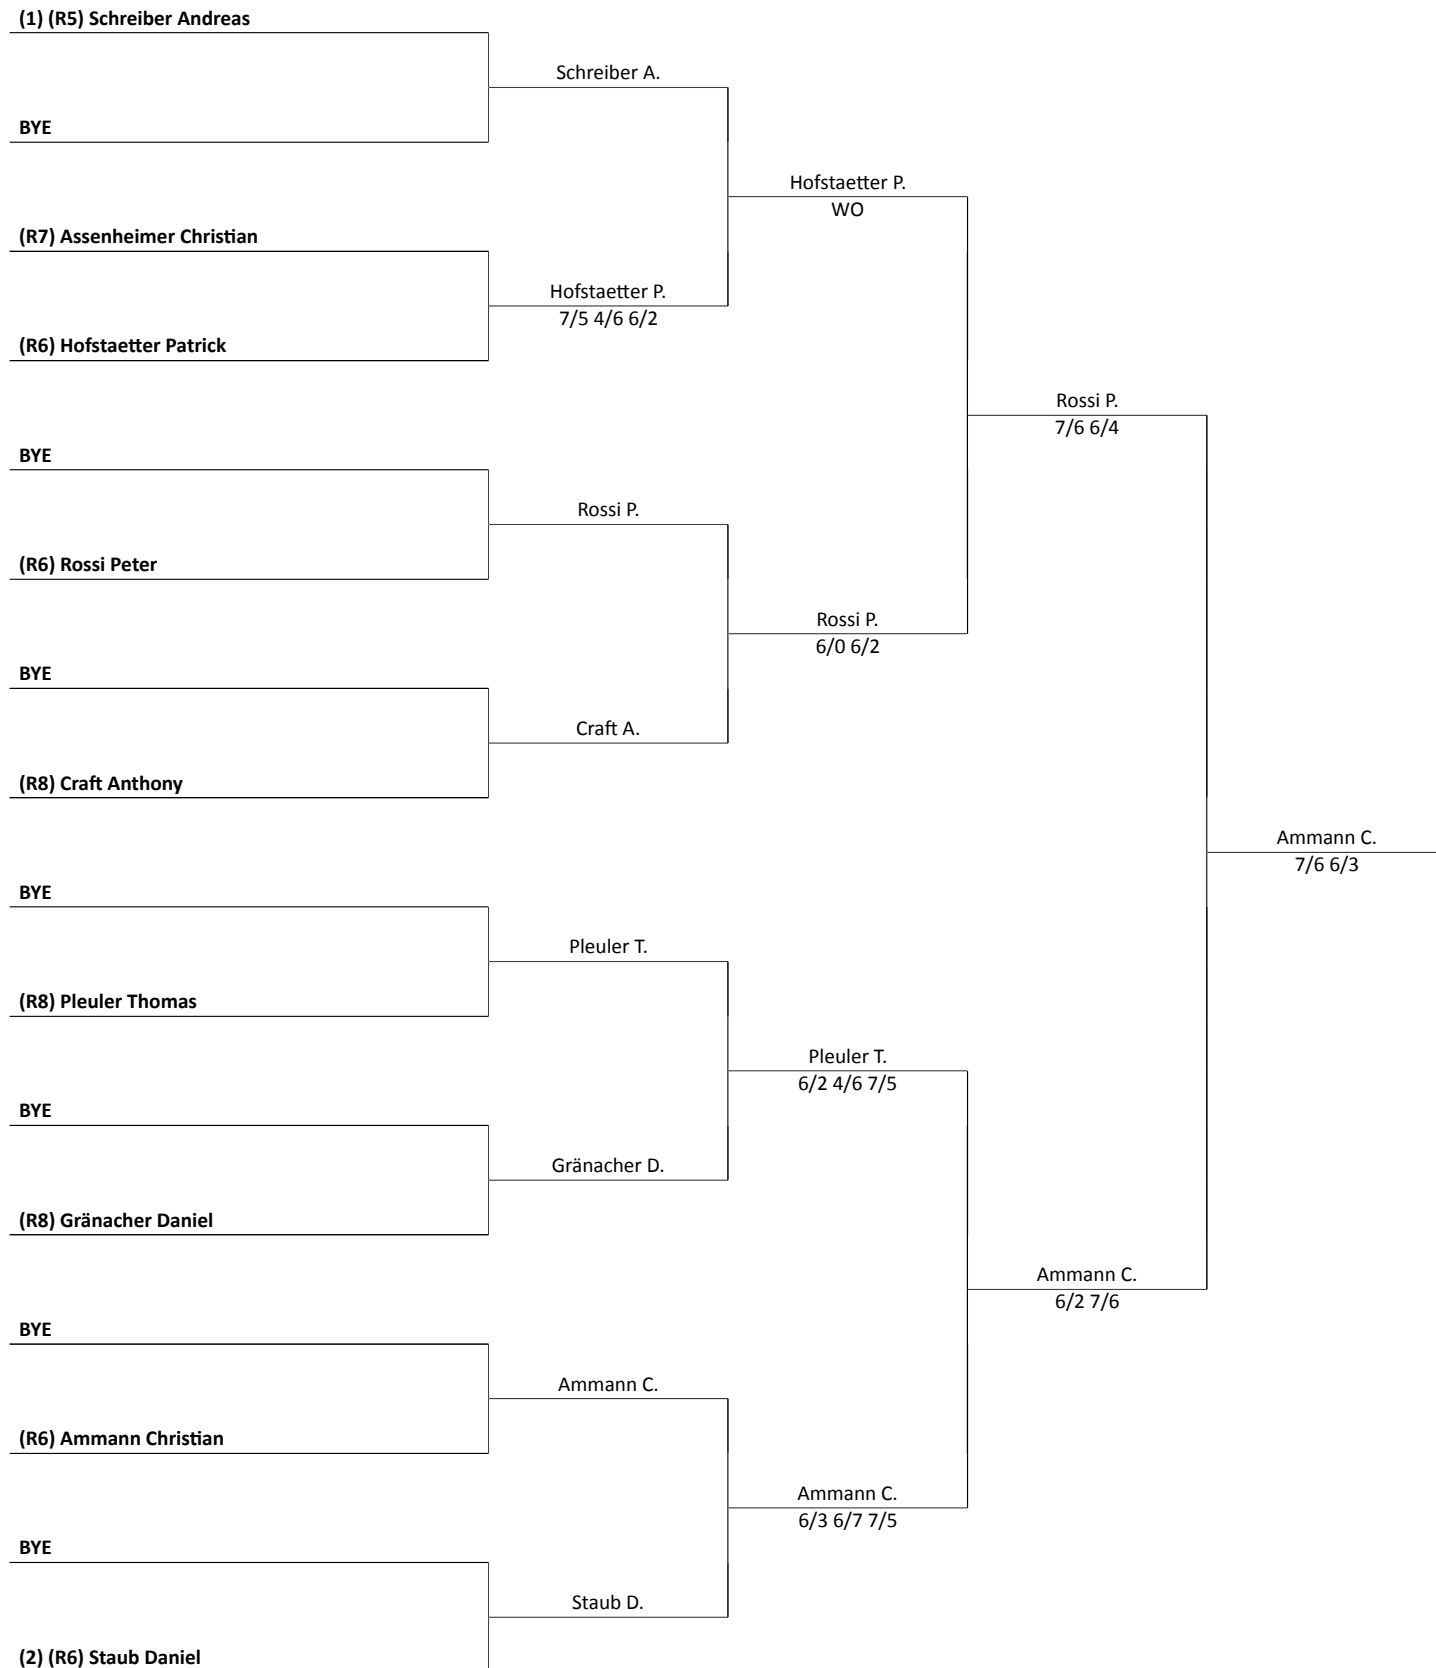 (1) (R5) Schreiber Andreas
Schreiber A.
BYE
Hofstaetter P.
WO
(R7) Assenheimer Christian
Hofstaetter P.
7/5 4/6 6/2
(R6) Hofstaetter Patrick
Rossi P.
7/6 6/4
BYE
Rossi P.
(R6) Rossi Peter
Rossi P.
6/0 6/2
BYE
Craft A.
(R8) Craft Anthony
Ammann C.
7/6 6/3
BYE
Pleuler T.
(R8) Pleuler Thomas
Pleuler T.
6/2 4/6 7/5
BYE
Gränacher D.
(R8) Gränacher Daniel
Ammann C.
6/2 7/6
BYE
Ammann C.
(R6) Ammann Christian
Ammann C.
6/3 6/7 7/5
BYE
Staub D.
(2) (R6) Staub Daniel